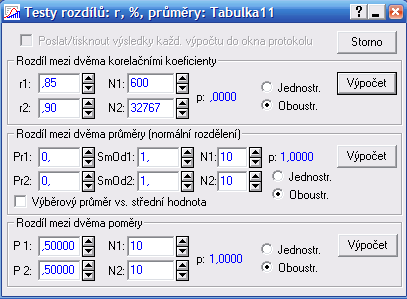 Testy rozdílů: r, %, průměry: Tabulka11
Poslat/tisknout výsledky každ. výpočtu do okna protokolu
Storno
Rozdíl mezi dvěma korelačními koeficienty
r1: ,85 N1: 600
Jednostr.
Výpočet
p: ,0000
r2: ,90 N2: 32767
Oboustr.
Rozdíl mezi dvěma průměry (normální rozdělení)
Pr1: 0, SmOd1: 1, N1: 10 p: 1,0000
Výpočet
Jednostr.
Pr2: 0, SmOd2: 1, N2: 10
Oboustr.
Výběrový průměr vs. střední hodnota
Rozdíl mezi dvěma poměry
P 1: ,50000 N1: 10
Jednostr.
Výpočet
p: 1,0000
P 2: ,50000 N2: 10
Oboustr.